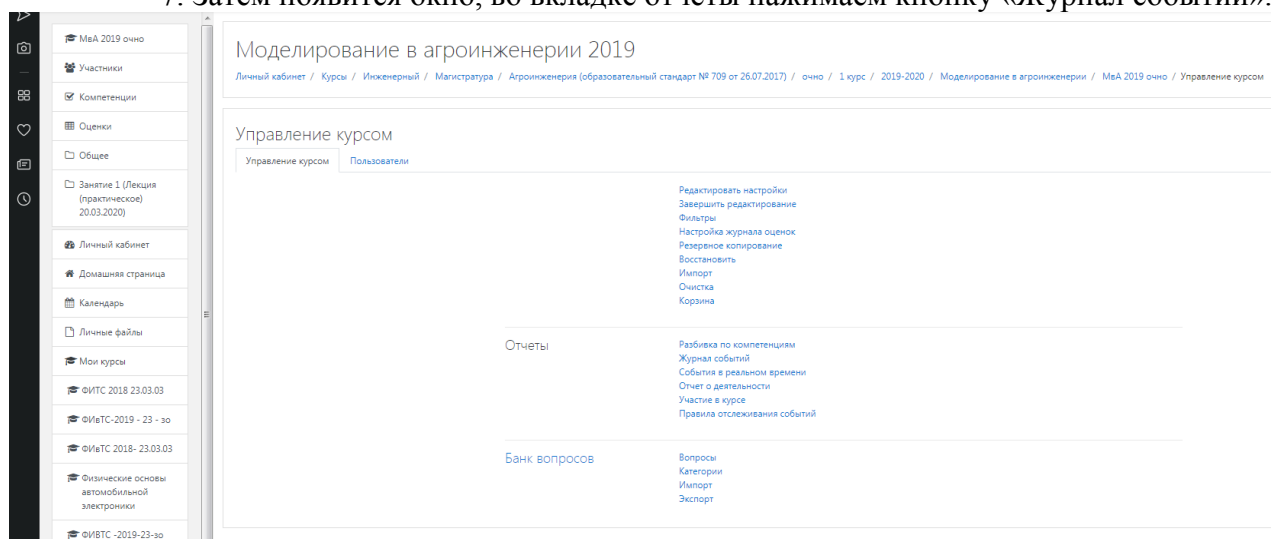 7. Затем появится окно, во вкладке отчеты нажимаем кнопку «Журнал событий».
МвА 2019 очно
Участники
Компетенции
Оценки
Общее
Занятие 1 (Лекция
(практическое)
20.03.2020)
Личный кабинет
Домашняя страница
Календарь
Личные файлы
Мои курсы
ФИТС 2018 23.03.03
ФИвТС-2019 - 23 - зо
ФИвТС 2018- 23.03.03
Физические основы
автомобильной
электроники
ФИВТС -2019-23-зо
Моделирование в агроинженерии 2019
Личный кабинет / Курсы / Инженерный / Магистратура / Агроинженерия (образовательный стандарт № 709 от 26.07.2017) / очно / 1 курс / 2019-2020 / Моделирование в агроинженерии / МвА 2019 очно / Управление курсом
Управление курсом
Управление курсом Пользователи
Редактировать настройки
Завершить редактирование
Фильтры
Настройка журнала оценок
Резервное копирование
Восстановить
Импорт
Очистка
Корзина
Отчеты
Разбивка по компетенциям
Журнал событий
События в реальном времени
Отчет о деятельности
Участие в курсе
Правила отслеживания событий
Банк вопросов
Вопросы
Категории
Импорт
Экспорт